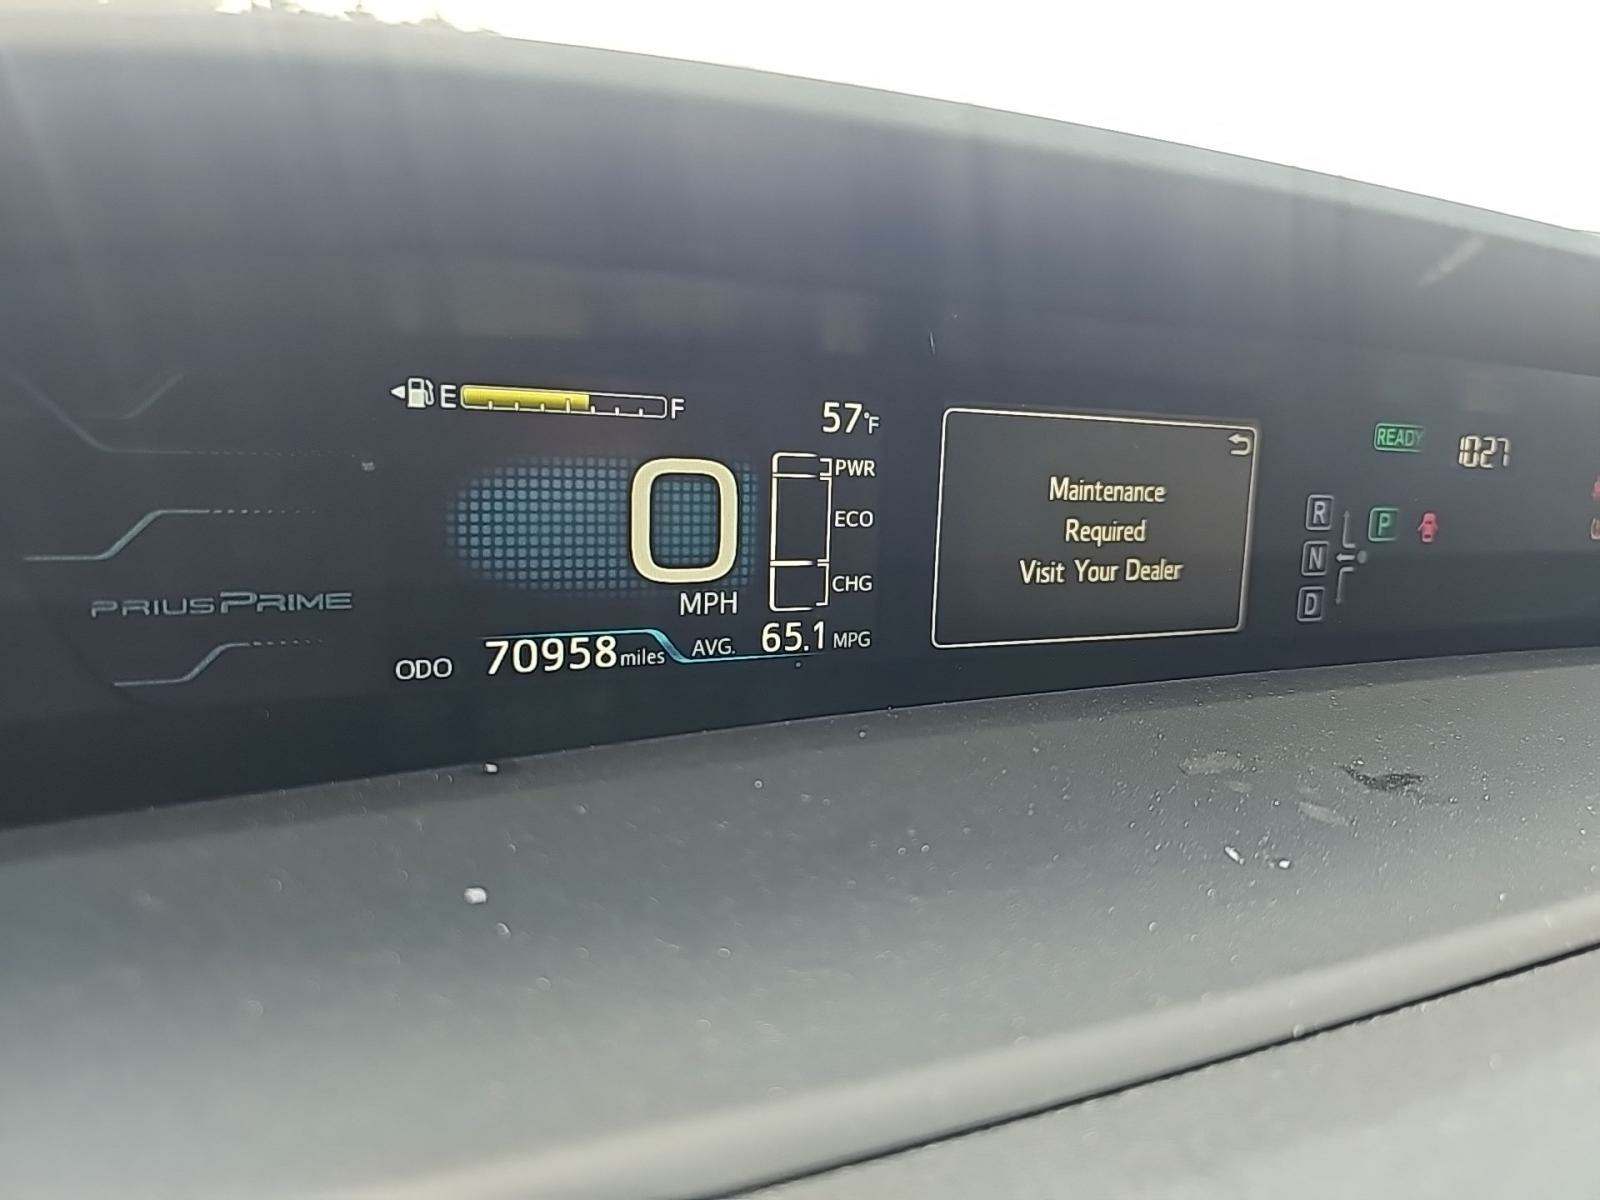 E F
57°F
READY 10:27
PWR
Maintenance
Required
Visit Your Dealer
R
P
0
ECO
N
CHG
D
MPH
PRIUS PRIME
ODO 70958 miles
AVG. 65.1 MPG